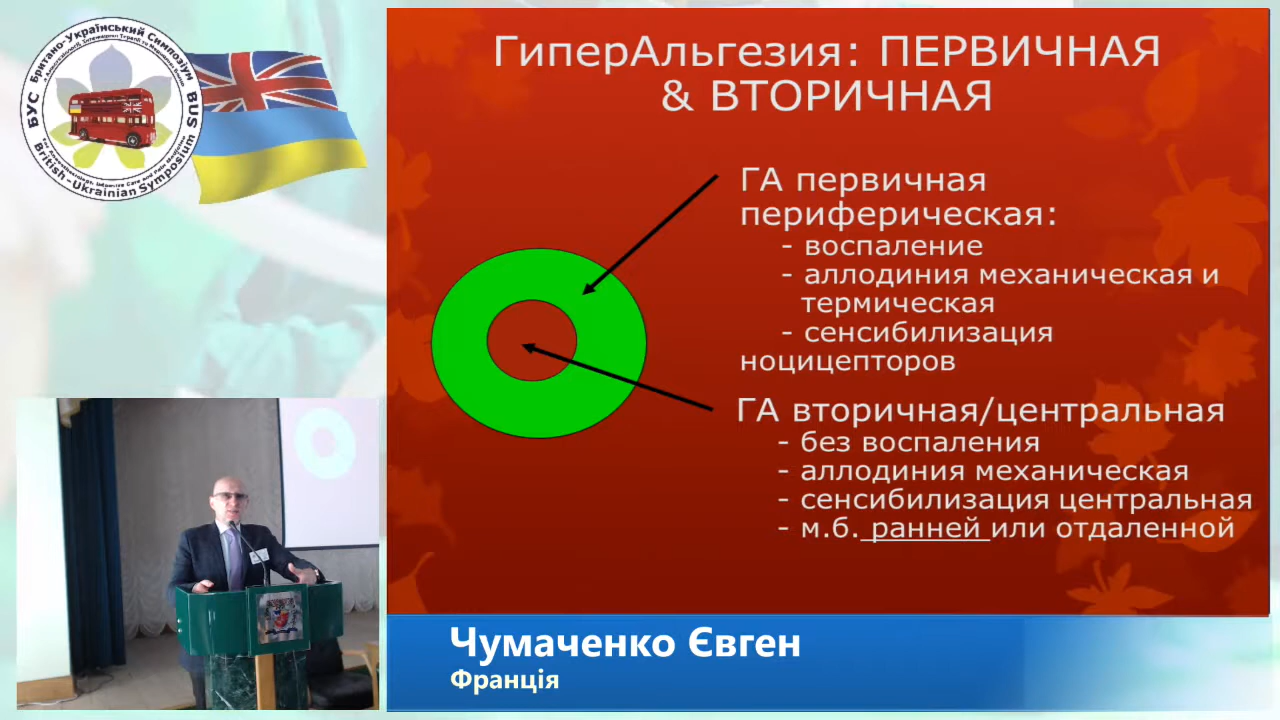 Британо-Український Симпозіум
БУС
BUS
British-Ukrainian Symposium
ГиперАльгезия: ПЕРВИЧНАЯ
& ВТОРИЧНАЯ
ГА первичная
периферическая:
- воспаление
- аллодиния механическая и
термическая
- сенсибилизация
ноцицепторов
ГА вторичная/центральная
- без воспаления
- аллодиния механическая
- сенсибилизация центральная
- м.б. ранней или отдаленной
Чумаченко Євген
Франція